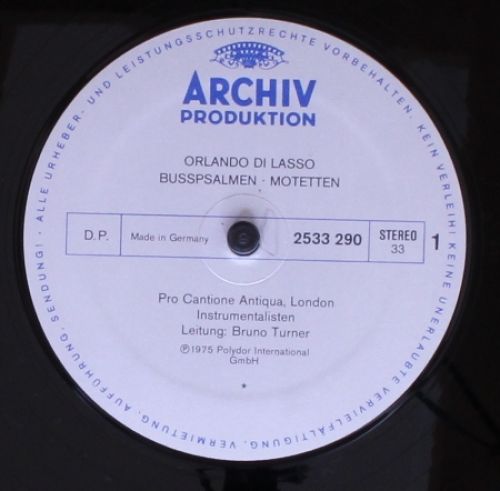 ALLE URHEBER- UND LEISTUNGSSCHUTZRECHTE VORBEHALTEN. KEIN VERLEIH! KEINE UNERLAUBTE VERVIELFÄLTIGUNG, VERMIETUNG, AUFFÜHRUNG, SENDUNG!
ARCHIV
PRODUKTION
ORLANDO DI LASSO
BUSSPSALMEN · MOTETTEN
D.P. Made in Germany 2533 290 STEREO 33 1
Pro Cantione Antiqua, London
Instrumentalisten
Leitung: Bruno Turner
Ⓟ1975 Polydor International
GmbH
*